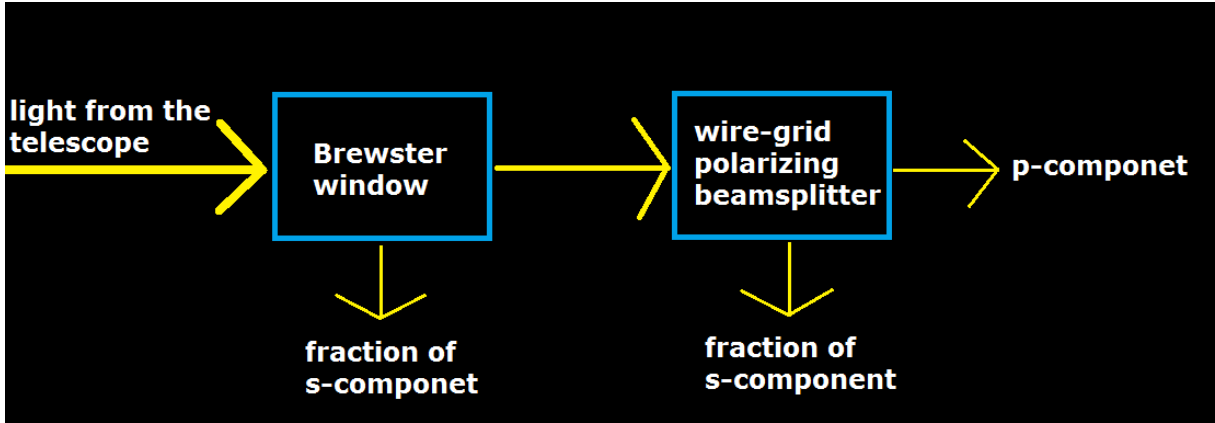 light from the
telescope
Brewster
window
wire-grid
polarizing
beamsplitter
p-componet
fraction of
s-componet
fraction of
s-component